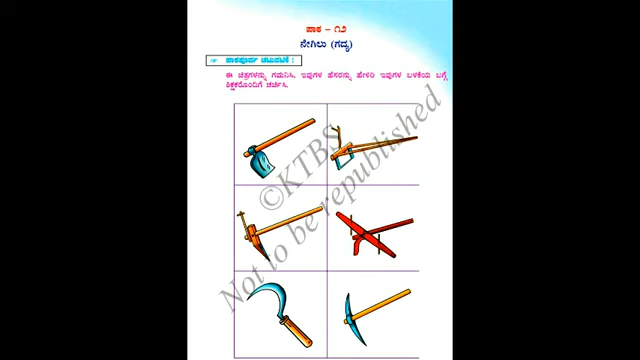 ಪಾಠ – ೧೨
ನೇಗಿಲು (ಗದ್ಯ)
ಪಾಠಪೂರ್ವ ಚಟುವಟಿಕೆ :
ಈ ಚಿತ್ರಗಳನ್ನು ಗಮನಿಸಿ, ಇವುಗಳ ಹೆಸರನ್ನು ಹೇಳಿರಿ ಇವುಗಳ ಬಳಕೆಯ ಬಗ್ಗೆ
ಶಿಕ್ಷಕರೊಂದಿಗೆ ಚರ್ಚಿಸಿ.
©KTBS
Not to be republished